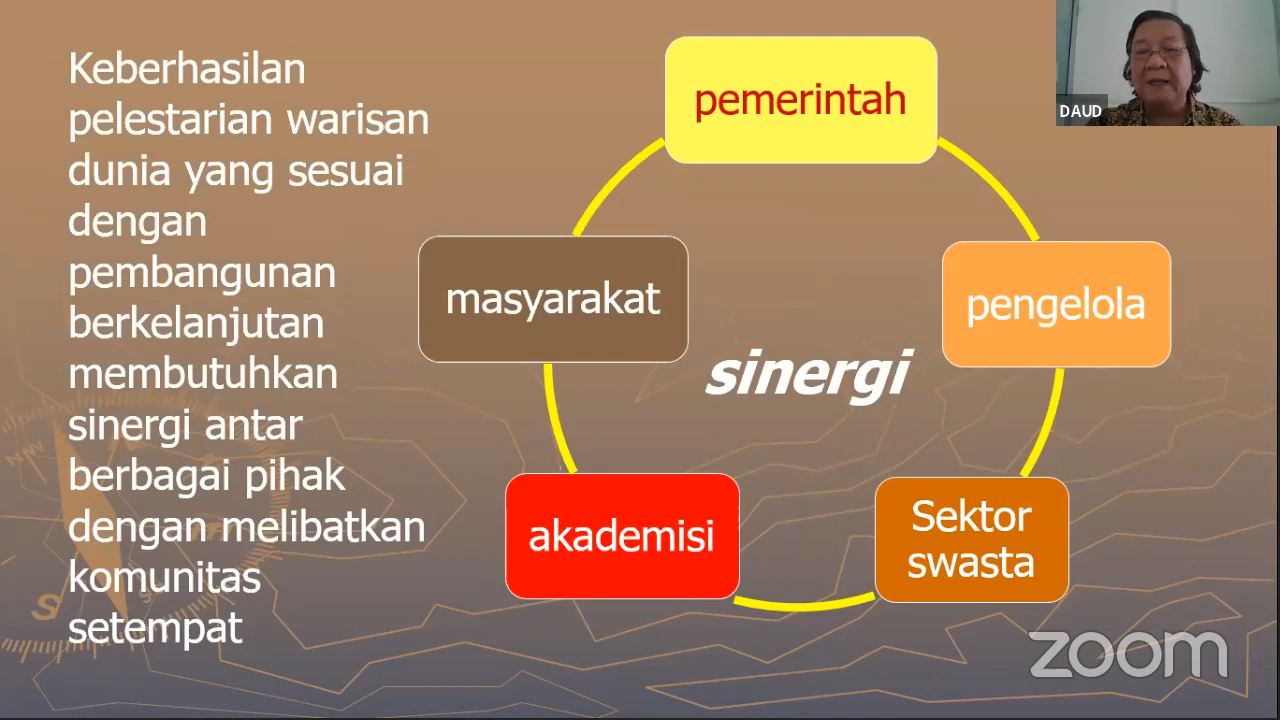 Keberhasilan
pelestarian warisan
dunia yang sesuai
dengan
pembangunan
berkelanjutan
membutuhkan
sinergi antar
berbagai pihak
dengan melibatkan
komunitas
setempat
pemerintah
masyarakat
pengelola
sinergi
akademisi
Sektor
swasta
DAUD
zoom
S